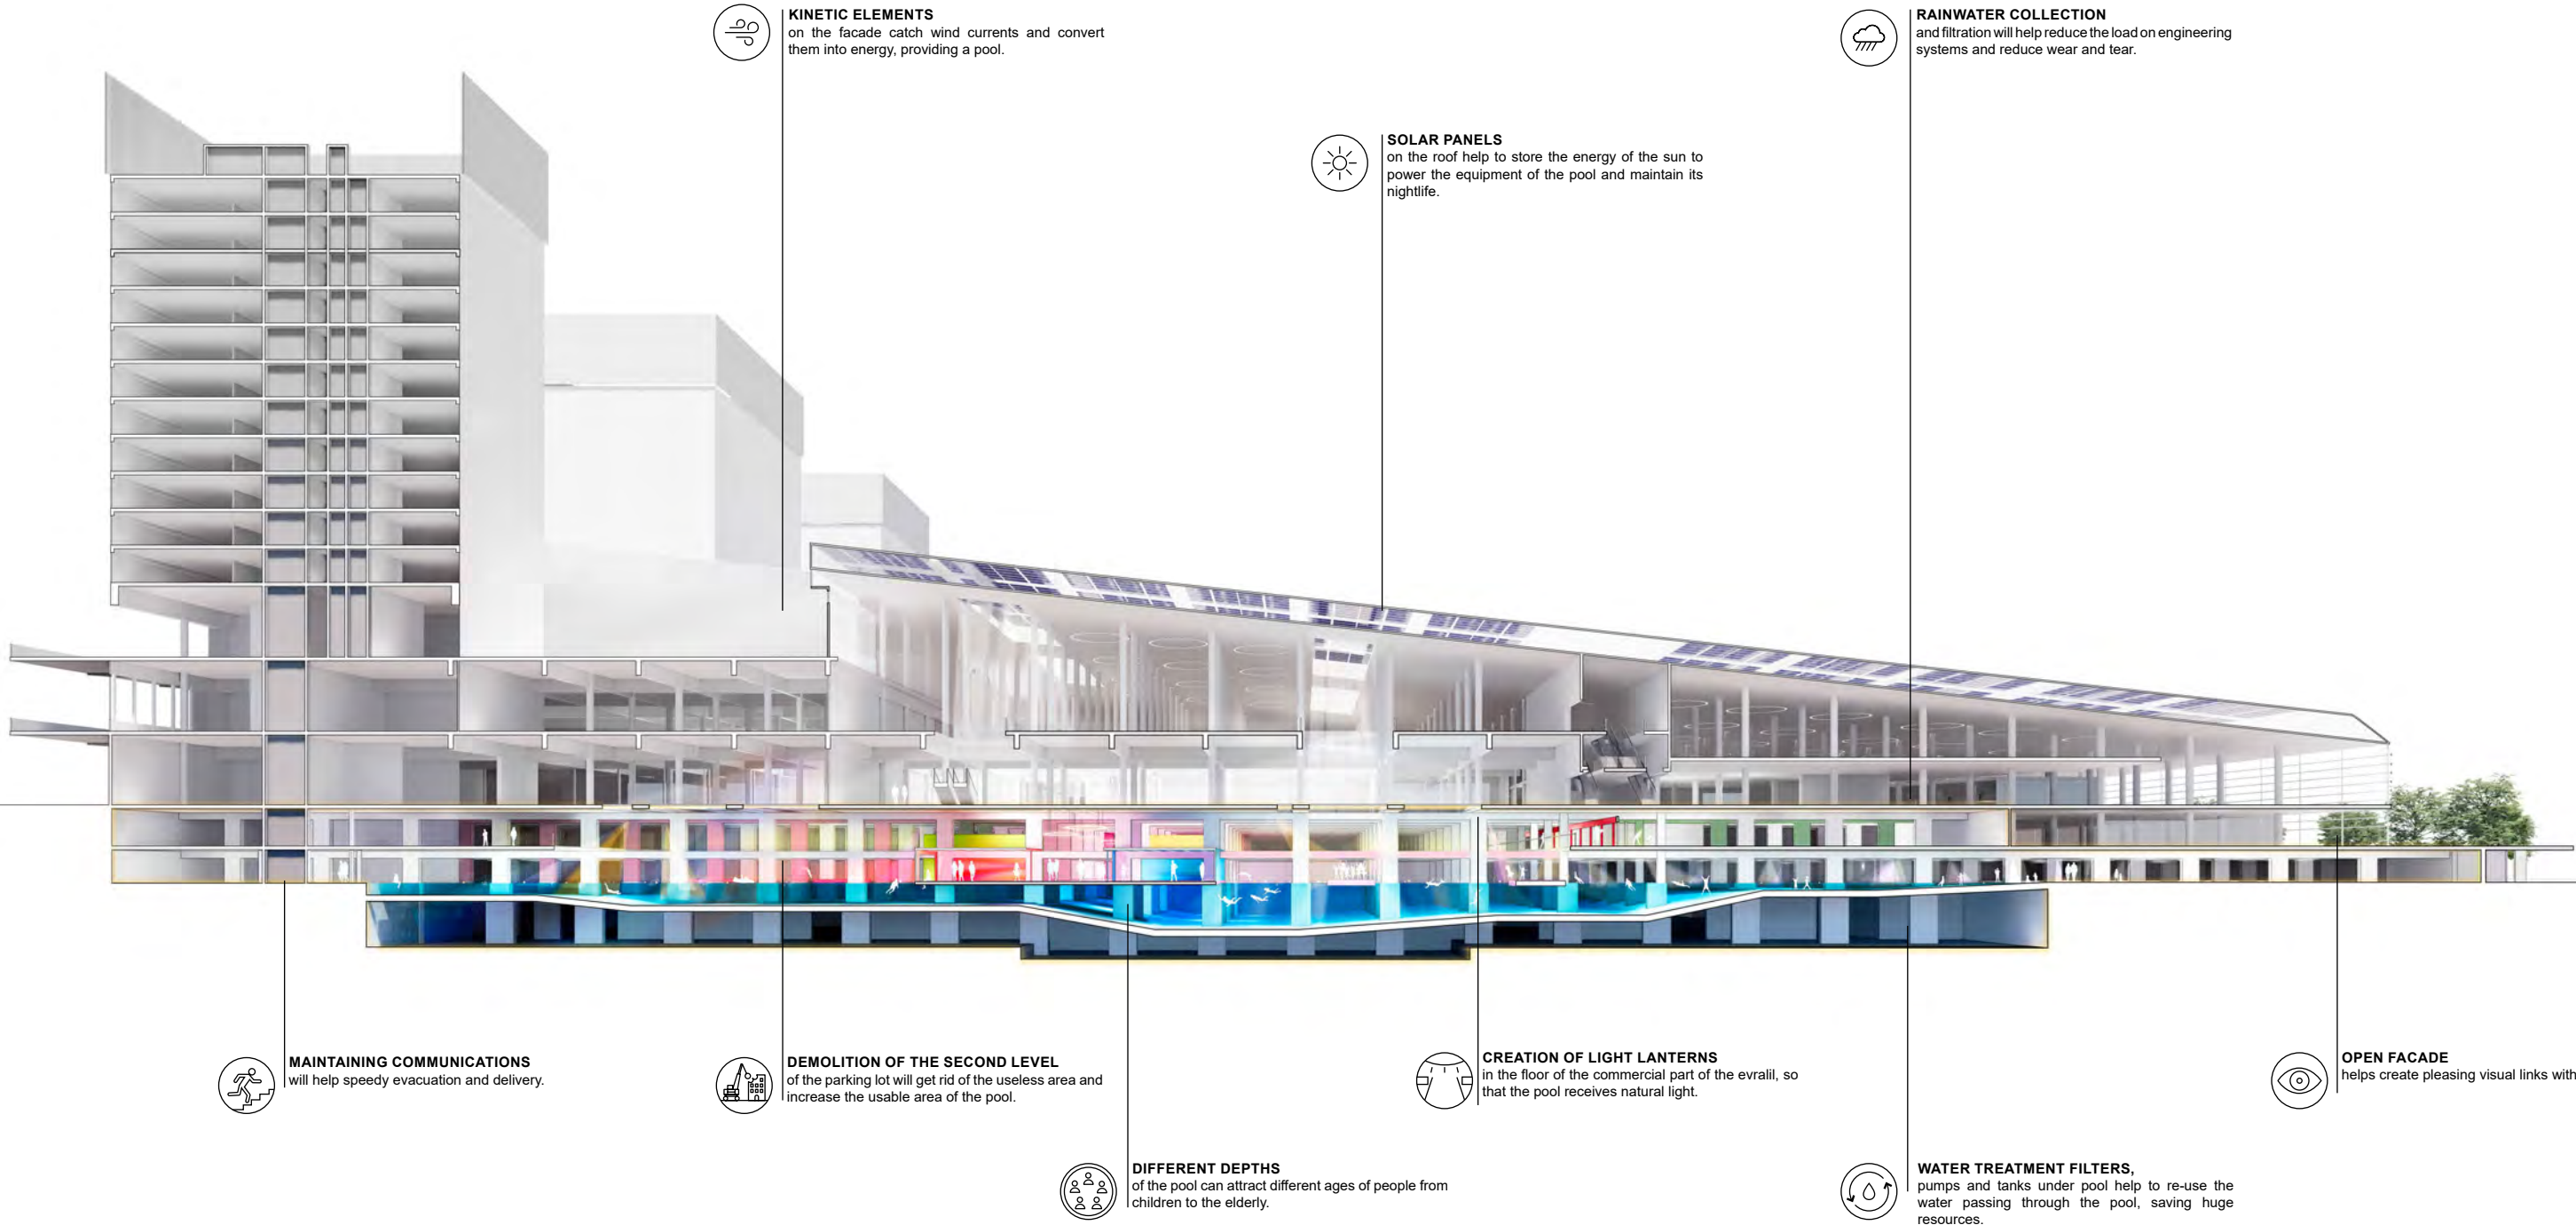 KINETIC ELEMENTS
on the facade catch wind currents and convert
them into energy, providing a pool.
RAINWATER COLLECTION
and filtration will help reduce the load on engineering
systems and reduce wear and tear.
SOLAR PANELS
on the roof help to store the energy of the sun to
power the equipment of the pool and maintain its
nightlife.
MAINTAINING COMMUNICATIONS
will help speedy evacuation and delivery.
DEMOLITION OF THE SECOND LEVEL
of the parking lot will get rid of the useless area and
increase the usable area of the pool.
CREATION OF LIGHT LANTERNS
in the floor of the commercial part of the evralil, so
that the pool receives natural light.
OPEN FACADE
helps create pleasing visual links with
DIFFERENT DEPTHS
of the pool can attract different ages of people from
children to the elderly.
WATER TREATMENT FILTERS,
pumps and tanks under pool help to re-use the
water passing through the pool, saving huge
resources.